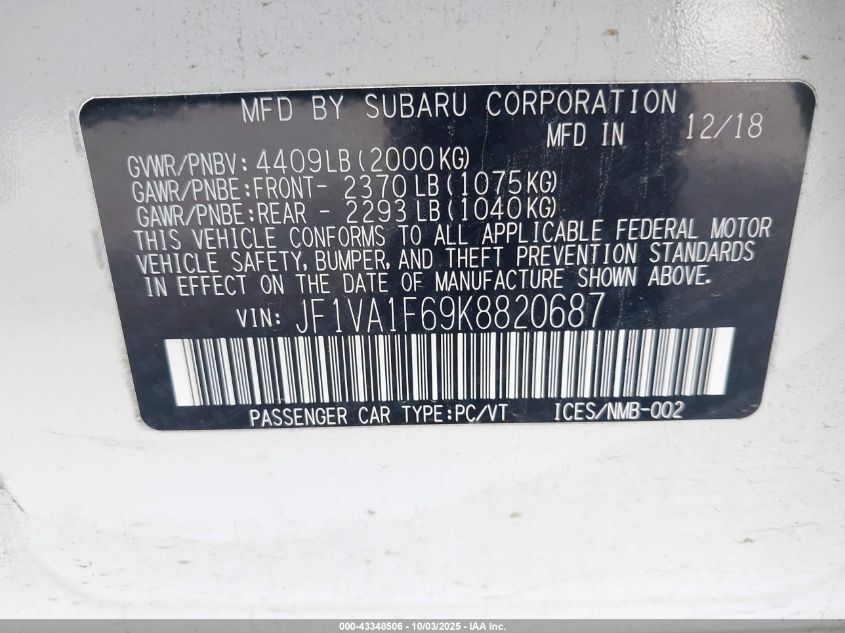 MFD BY SUBARU CORPORATION
MFD IN 12/18
GVWR/PNBV: 4409LB(2000KG)
GAWR/PNBE:FRONT- 2370LB(1075KG)
GAWR/PNBE:REAR - 2293LB(1040KG)
THIS VEHICLE CONFORMS TO ALL APPLICABLE FEDERAL MOTOR
VEHICLE SAFETY, BUMPER, AND THEFT PREVENTION STANDARDS
IN EFFECT ON THE DATE OF MANUFACTURE SHOWN ABOVE.
VIN: JF1VA1F69K8820687
PASSENGER CAR TYPE:PC/VT ICES/NMB-002
000-43348506 - 10/03/2025 - IAA Inc.